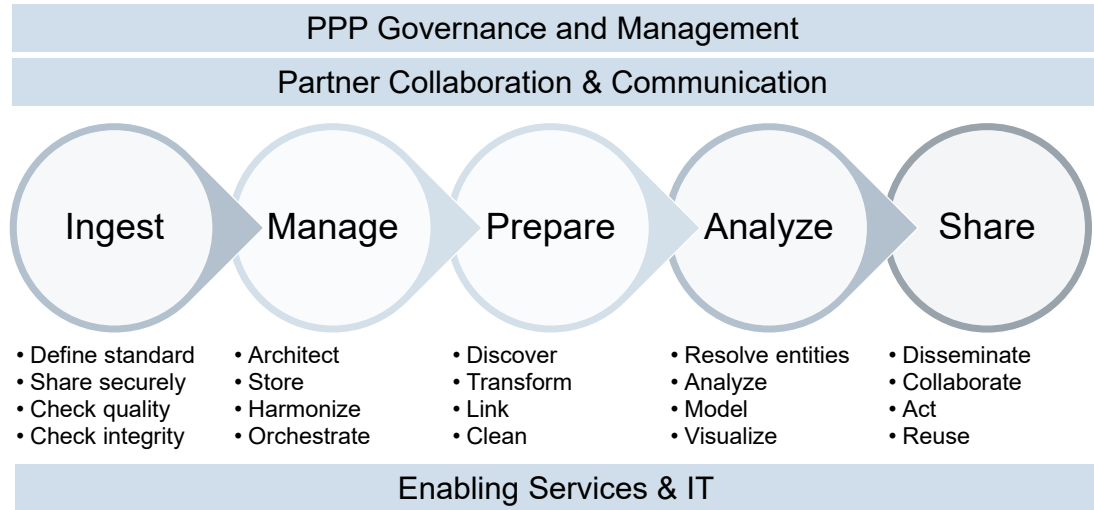 PPP Governance and Management
Partner Collaboration & Communication
Ingest
Manage
Prepare
Analyze
Share
• Define standard
• Share securely
• Check quality
• Check integrity
• Architect
• Store
• Harmonize
• Orchestrate
• Discover
• Transform
• Link
• Clean
• Resolve entities
• Analyze
• Model
• Visualize
• Disseminate
• Collaborate
• Act
• Reuse
Enabling Services & IT